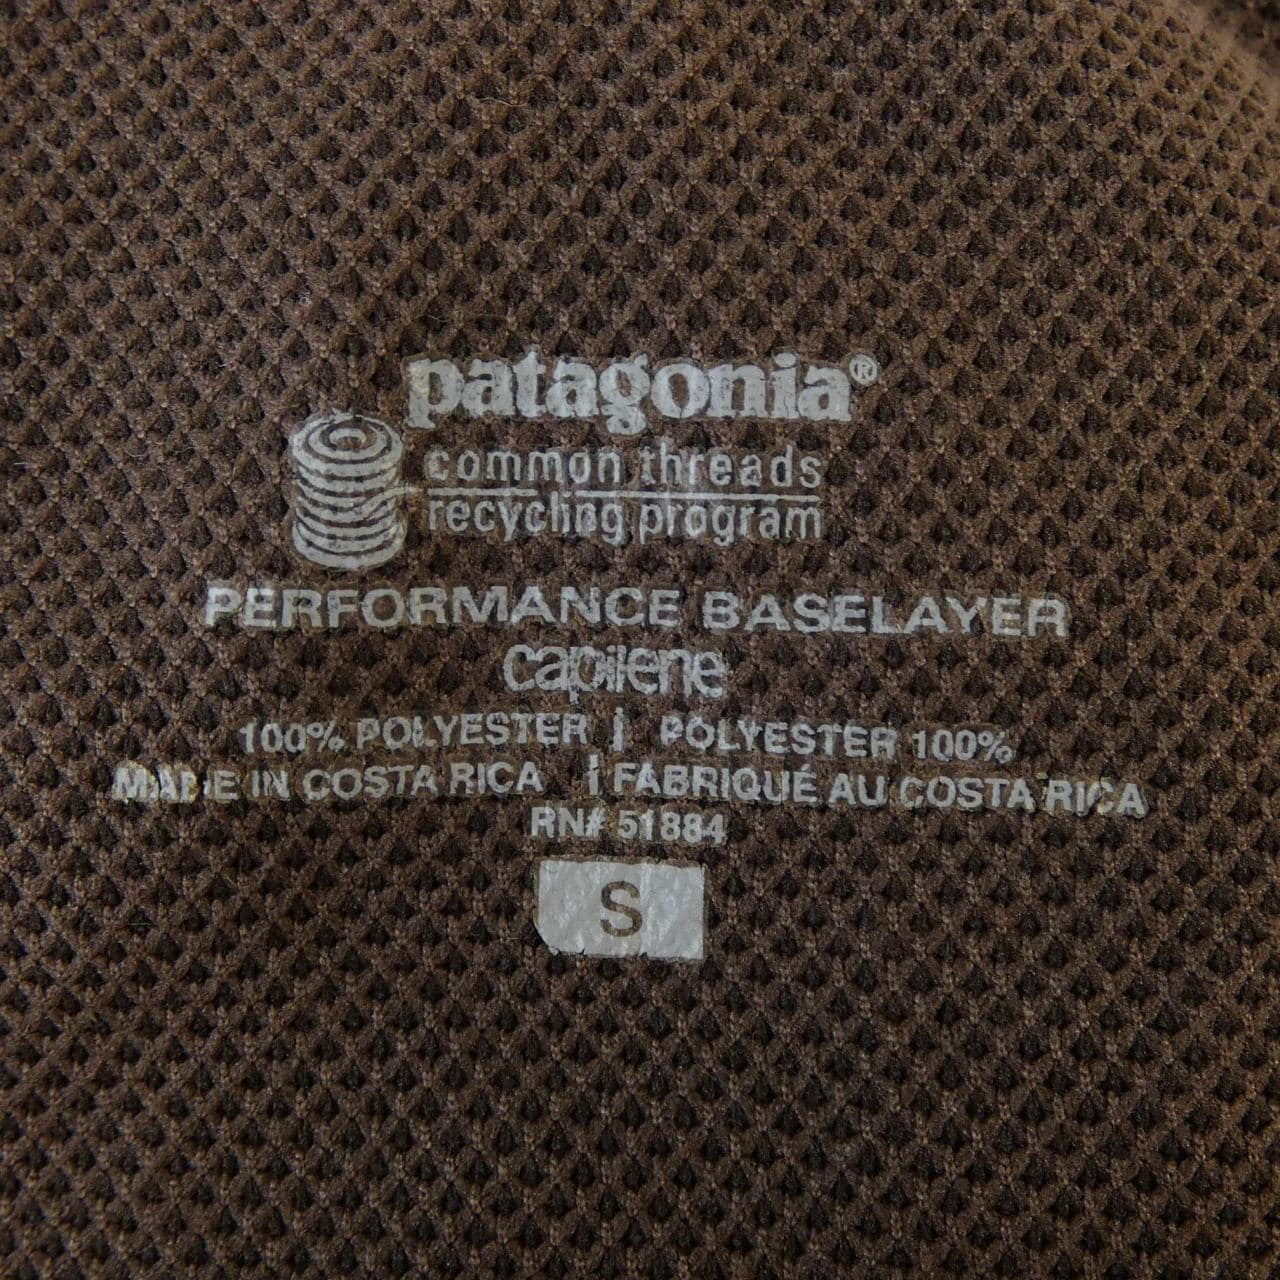 patagonia®
common threads
recycling program
PERFORMANCE BASELAYER
capilene
100% POLYESTER | POLYESTER 100%
MADE IN COSTA RICA | FABRIQUÉ AU COSTA RICA
RN# 51884
S